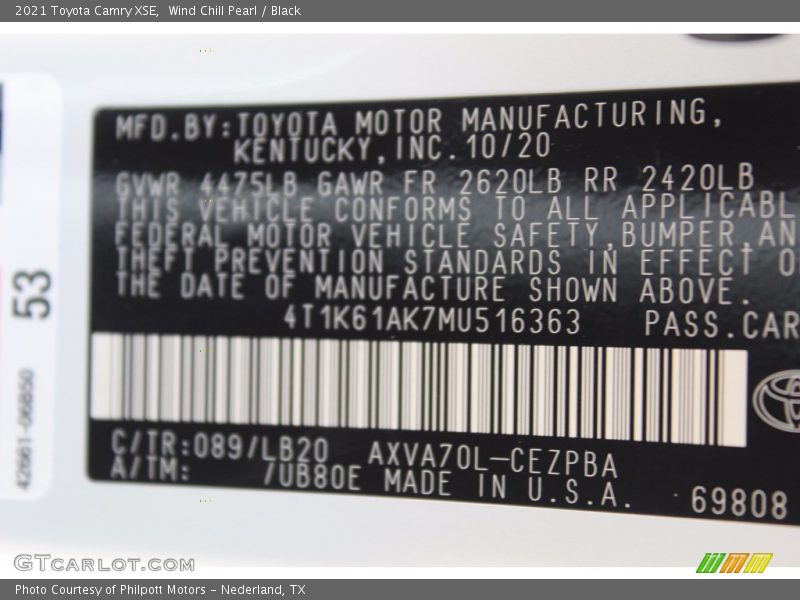 2021 Toyota Camry XSE,  Wind Chill Pearl / Black
MFD.BY:TOYOTA MOTOR MANUFACTURING,
KENTUCKY,INC.10/20
GVWR 4475LB GAWR FR 2620LB RR 2420LB
THIS VEHICLE CONFORMS TO ALL APPLICABL
FEDERAL MOTOR VEHICLE SAFETY,BUMPER,AN
THEFT PREVENTION STANDARDS IN EFFECT O
THE DATE OF MANUFACTURE SHOWN ABOVE.
4T1K61AK7MU516363 PASS.CAR
C/TR:089/LB20 AXVA70L-CEZPBA
A/TM: /UB80E MADE IN U.S.A.
69808
53
42661-06850
GTCARLOT.COM
Photo Courtesy of Philpott Motors - Nederland, TX